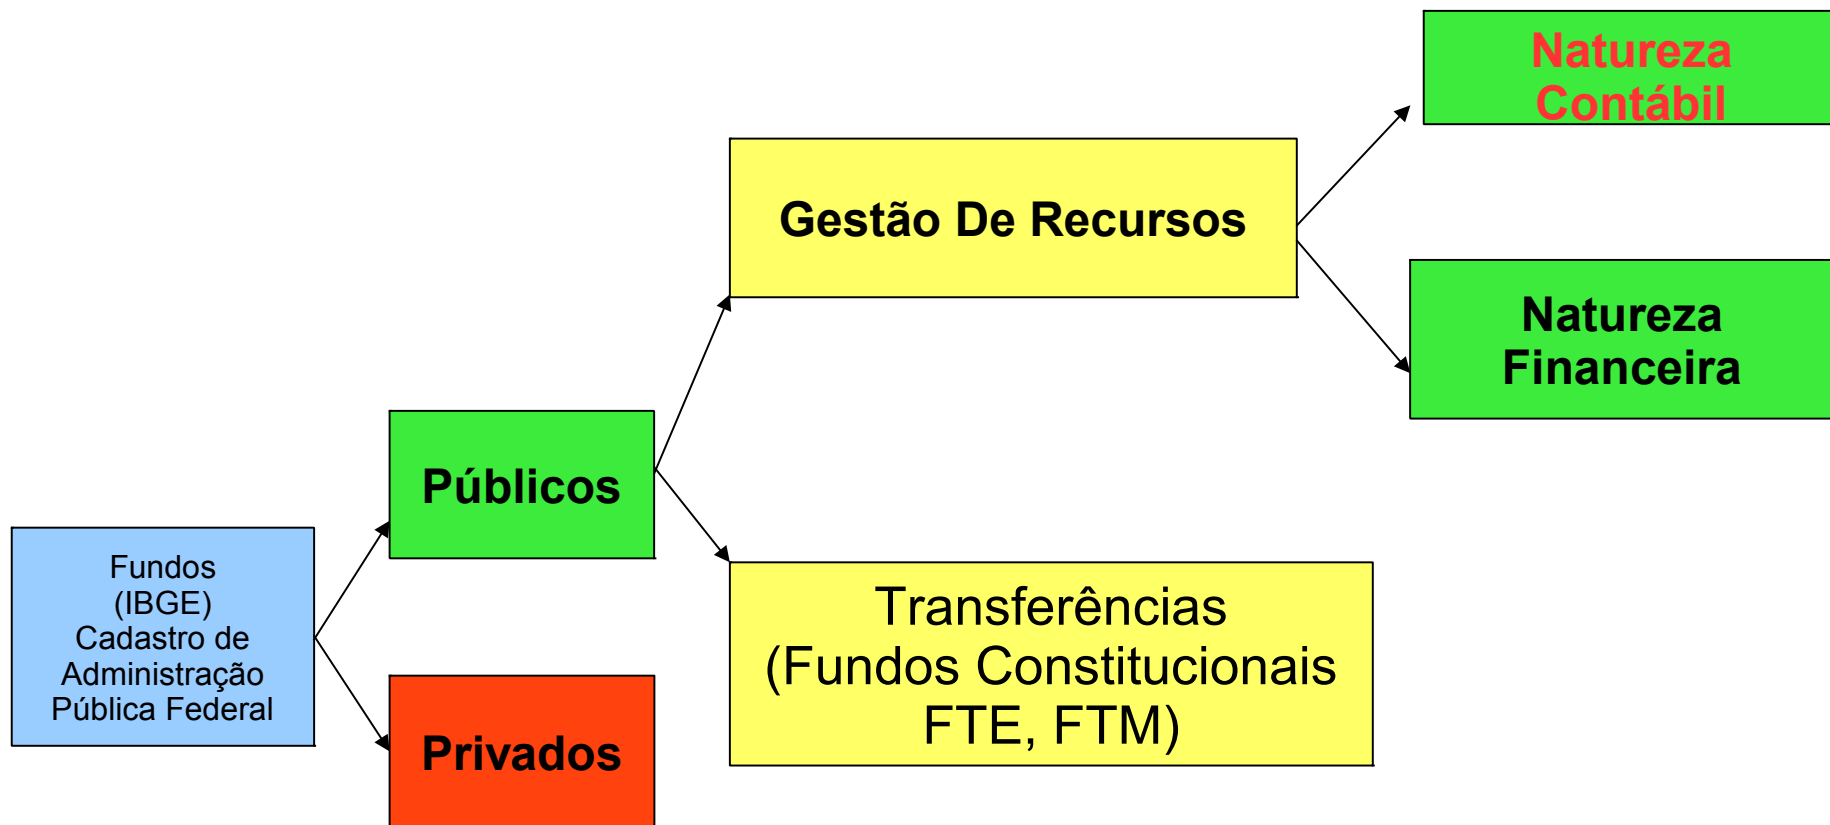 Natureza
Contábil
Gestão De Recursos
Natureza
Financeira
Públicos
Fundos
(IBGE)
Cadastro de
Administração
Pública Federal
Transferências
(Fundos Constitucionais
FTE, FTM)
Privados